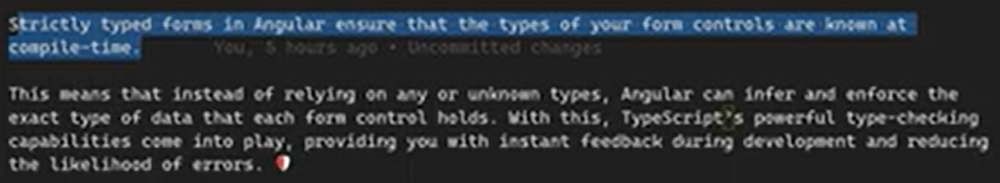 Strictly typed forms in Angular ensure that the types of your form controls are known at
compile-time. You, 5 hours ago • Uncommitted changes
This means that instead of relying on any or unknown types, Angular can infer and enforce the
exact type of data that each form control holds. With this, TypeScript's powerful type-checking
capabilities come into play, providing you with instant feedback during development and reducing
the likelihood of errors.